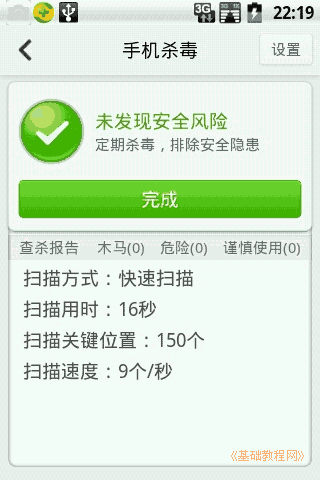 3G 3G 22:19
手机杀毒 设置
未发现安全风险
定期杀毒，排除安全隐患
完成
查杀报告 木马(0) 危险(0) 谨慎使用(0)
扫描方式：快速扫描
扫描用时：16秒
扫描关键位置：150个
扫描速度：9个/秒
《基础教程网》